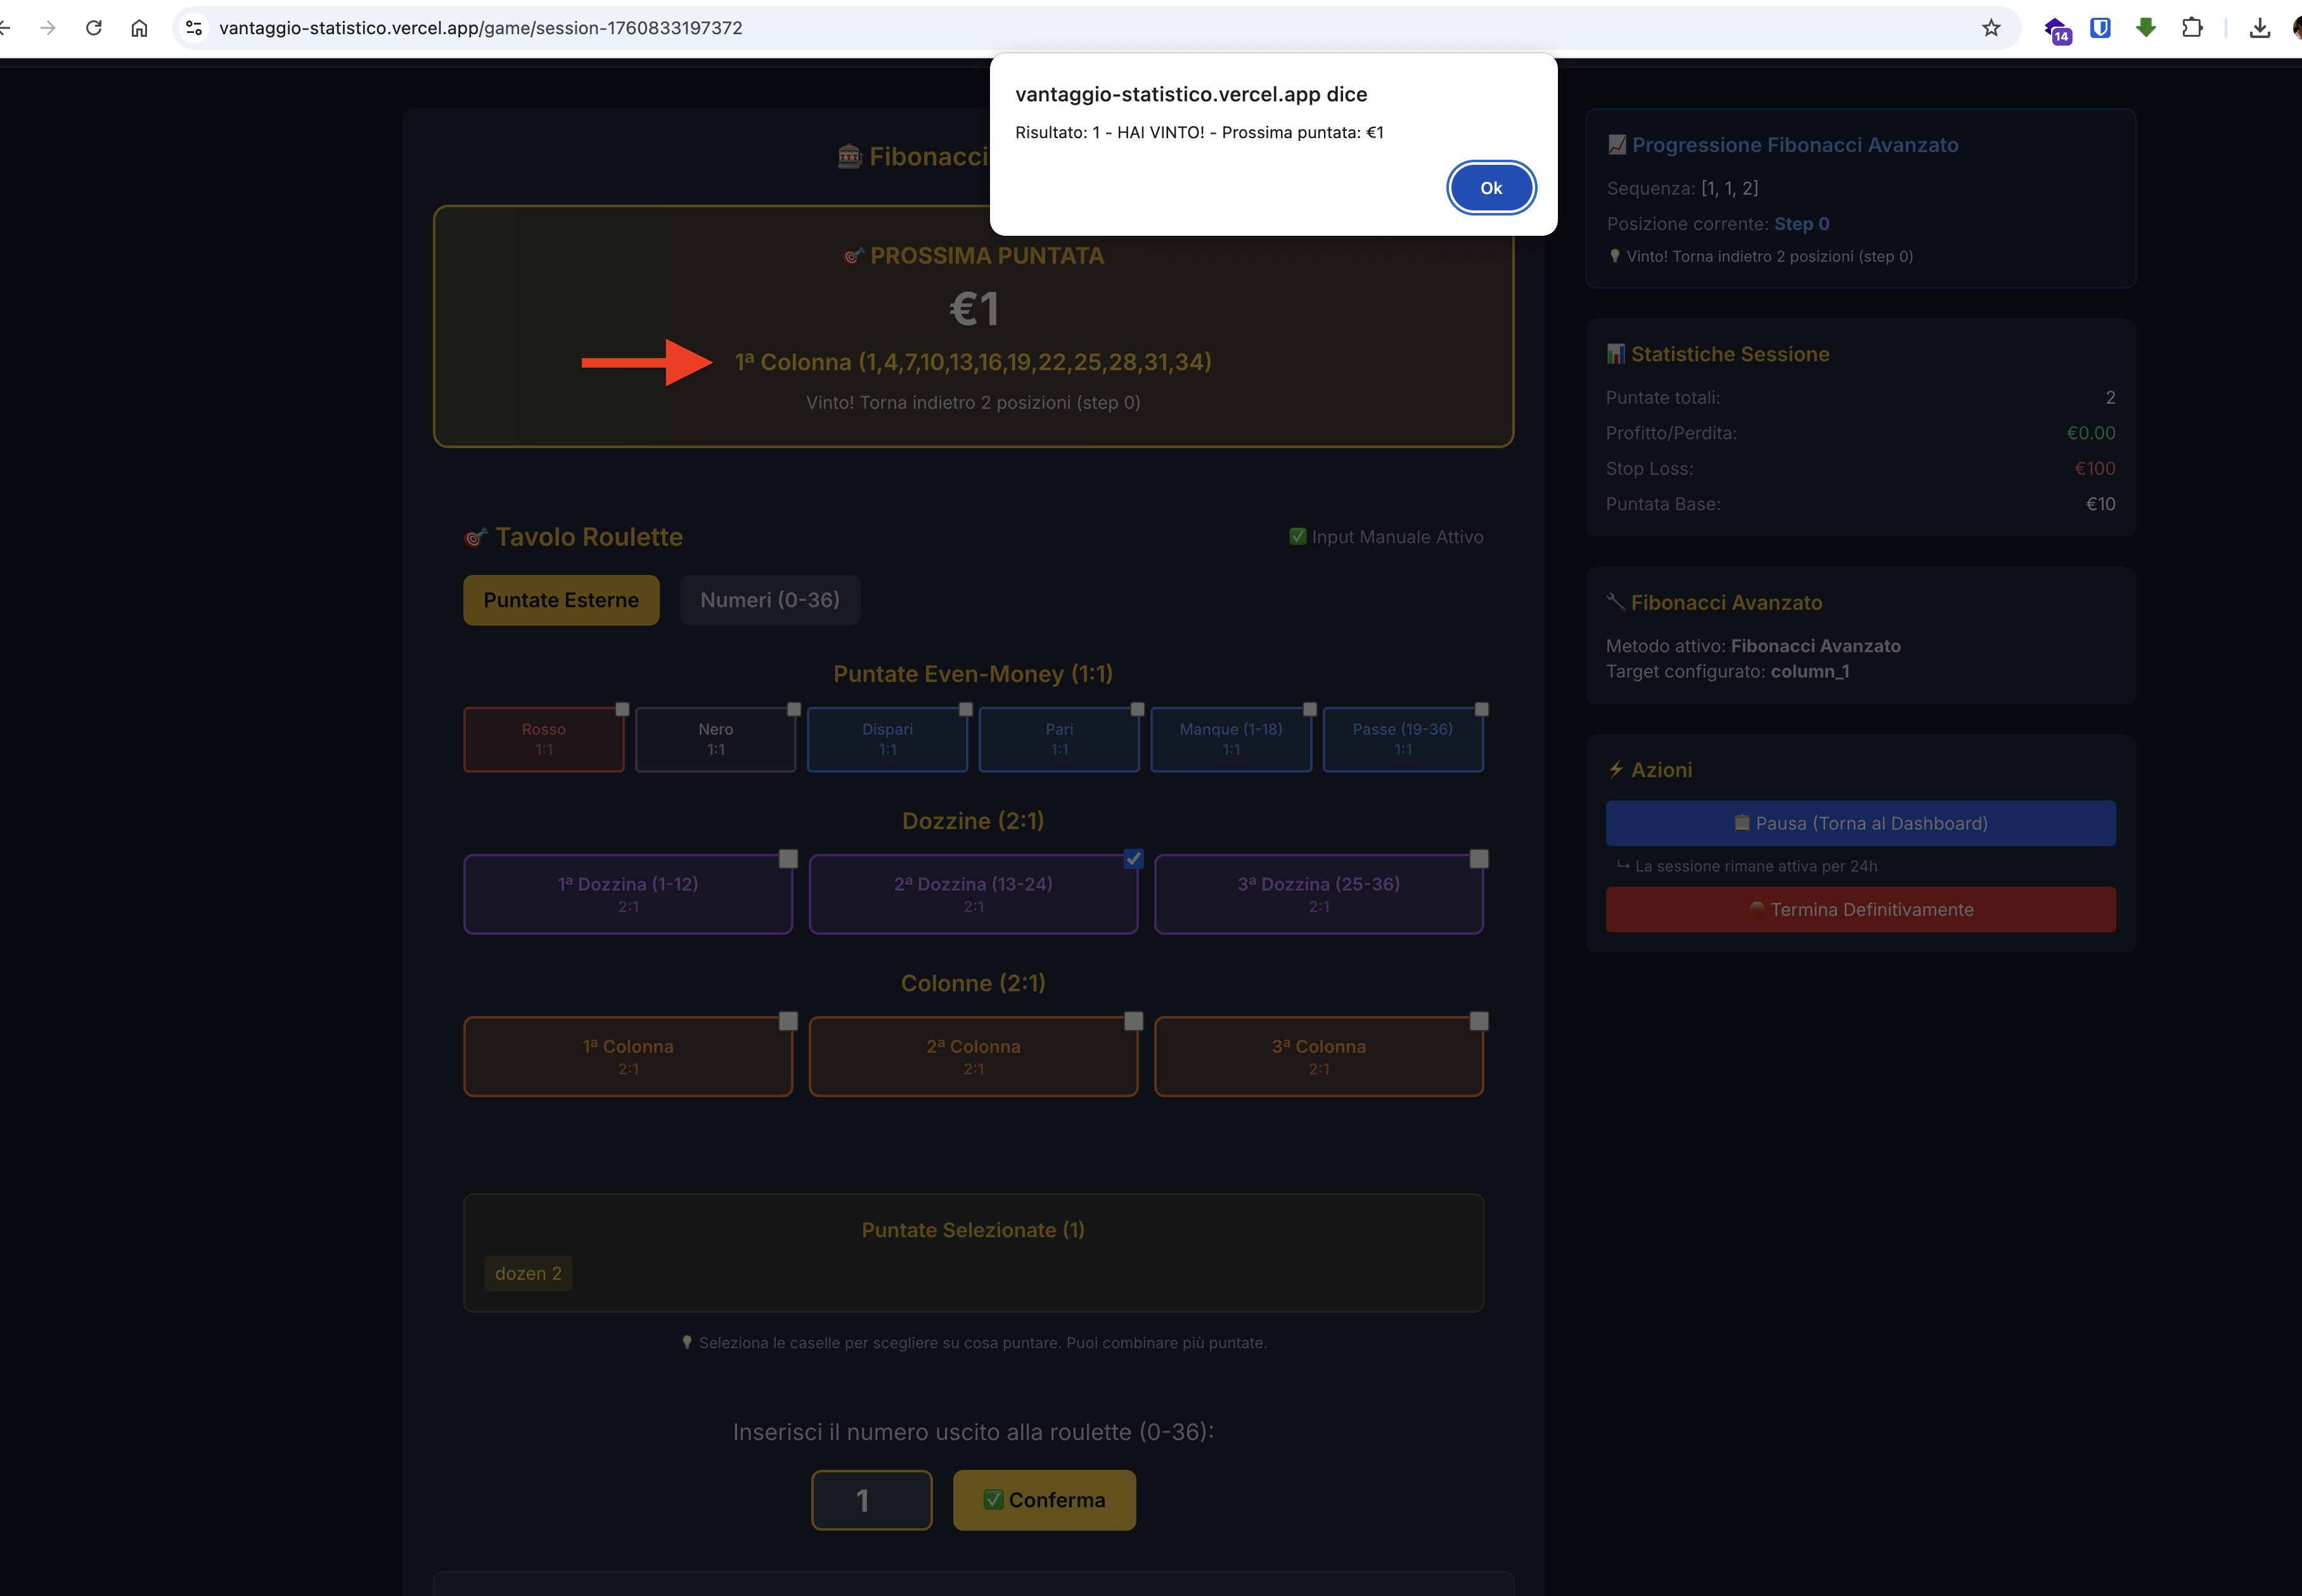 vantaggio-statistico.vercel.app/game/session-1760833197372
14
vantaggio-statistico.vercel.app dice
Risultato: 1 - HAI VINTO! - Prossima puntata: €1
Ok
Fibonacci
PROSSIMA PUNTATA
€1
1ª Colonna (1,4,7,10,13,16,19,22,25,28,31,34)
Vinto! Torna indietro 2 posizioni (step 0)
Tavolo Roulette
Input Manuale Attivo
Puntate Esterne
Numeri (0-36)
Puntate Even-Money (1:1)
Rosso
1:1
Nero
1:1
Dispari
1:1
Pari
1:1
Manque (1-18)
1:1
Passe (19-36)
1:1
Dozzine (2:1)
1ª Dozzina (1-12)
2:1
2ª Dozzina (13-24)
2:1
3ª Dozzina (25-36)
2:1
Colonne (2:1)
1ª Colonna
2:1
2ª Colonna
2:1
3ª Colonna
2:1
Puntate Selezionate (1)
dozen 2
Seleziona le caselle per scegliere su cosa puntare. Puoi combinare più puntate.
Inserisci il numero uscito alla roulette (0-36):
1
Conferma
Progressione Fibonacci Avanzato
Sequenza: [1, 1, 2]
Posizione corrente: Step 0
Vinto! Torna indietro 2 posizioni (step 0)
Statistiche Sessione
Puntate totali: 2
Profitto/Perdita: €0.00
Stop Loss: €100
Puntata Base: €10
Fibonacci Avanzato
Metodo attivo: Fibonacci Avanzato
Target configurato: column_1
Azioni
Pausa (Torna al Dashboard)
↳ La sessione rimane attiva per 24h
Termina Definitivamente